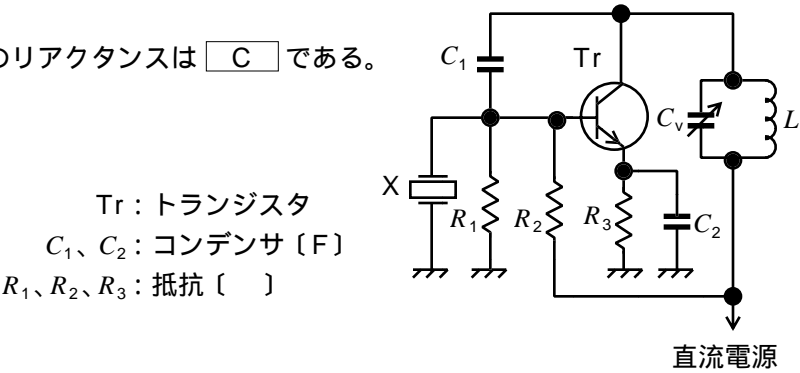 のリアクタンスは C である。
C₁
Tr
Cᵥ
L
X
R₁
R₂
R₃
C₂
Tr：トランジスタ
C₁、C₂：コンデンサ〔F〕
R₁、R₂、R₃：抵抗〔　〕
直流電源